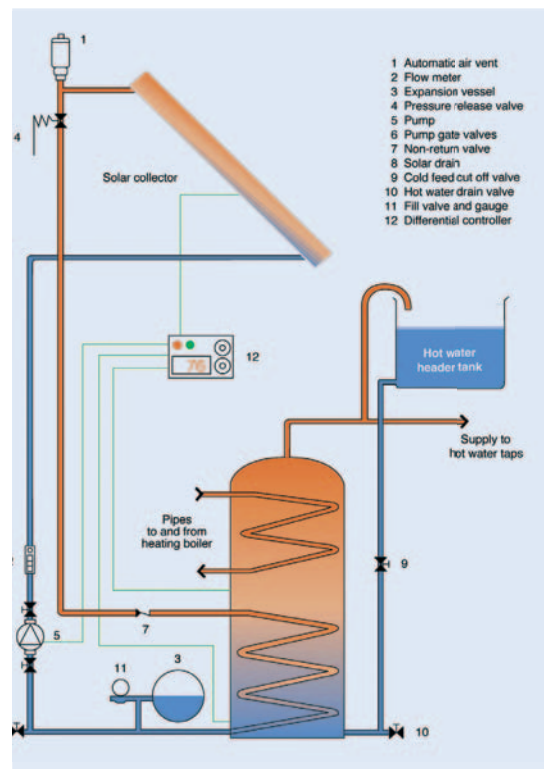 1
1 Automatic air vent
2 Flow meter
3 Expansion vessel
4 Pressure release valve
5 Pump
6 Pump gate valves
7 Non-return valve
8 Solar drain
9 Cold feed cut off valve
10 Hot water drain valve
11 Fill valve and gauge
12 Differential controller
4
Solar collector
76
12
Hot water
header tank
Supply to
hot water taps
Pipes
to and from
heating boiler
9
5
7
11
3
10